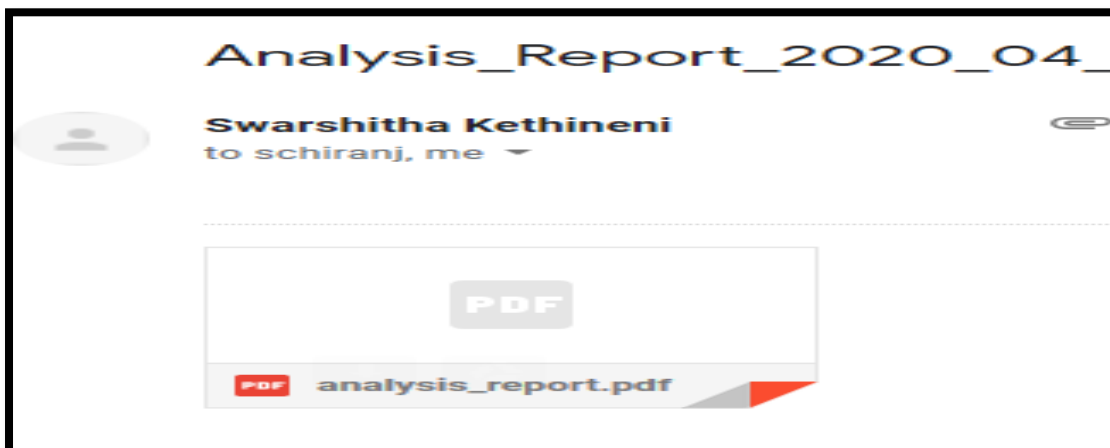 Analysis_Report_2020_04_
Swarshitha Kethineni
to schiranj, me
PDF
PDF analysis_report.pdf